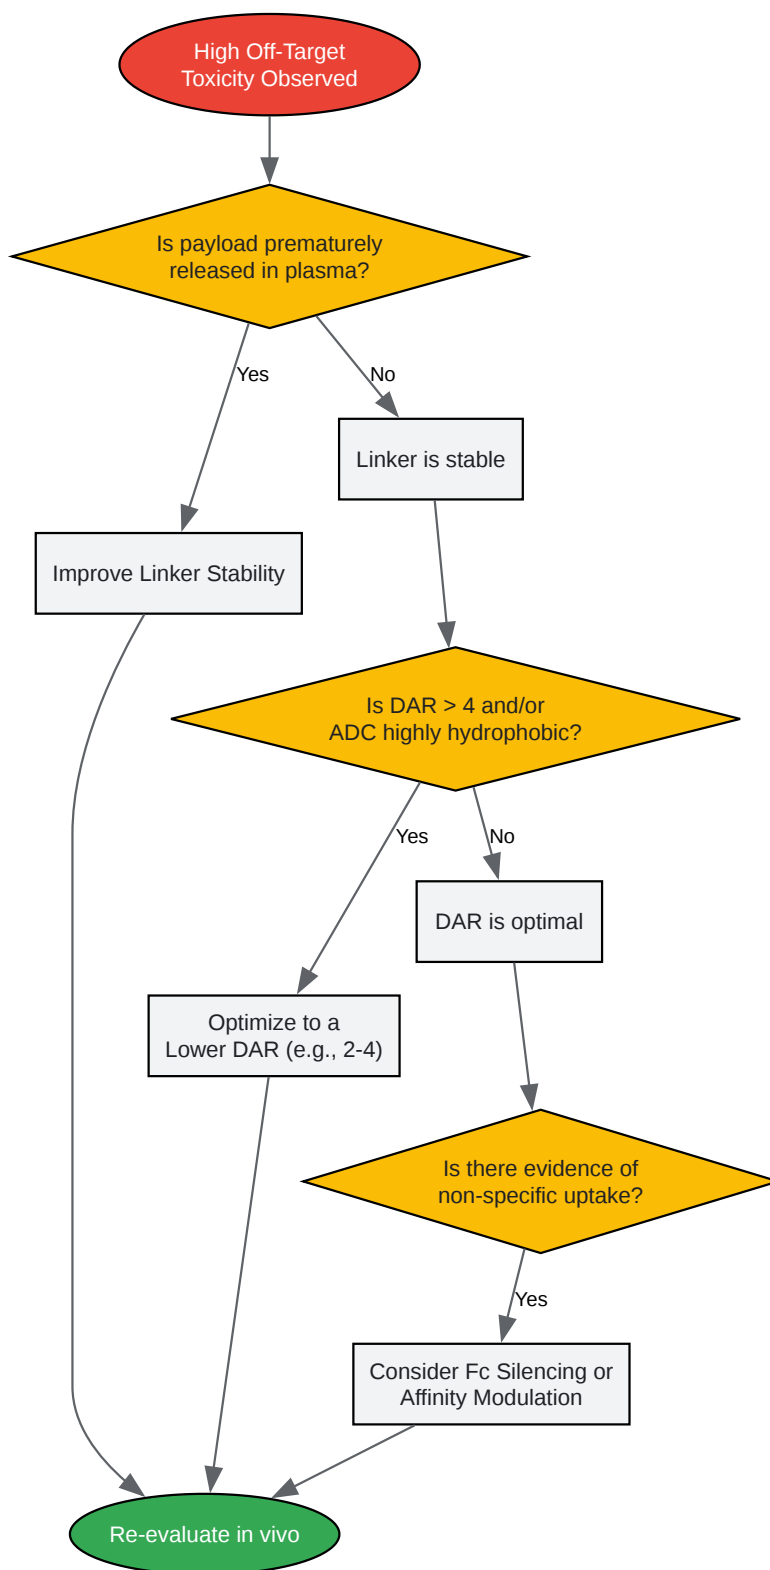 High Off-Target
Toxicity Observed
Is payload prematurely
released in plasma?
Yes
No
Linker is stable
Improve Linker Stability
Is DAR > 4 and/or
ADC highly hydrophobic?
Yes
No
DAR is optimal
Optimize to a
Lower DAR (e.g., 2-4)
Is there evidence of
non-specific uptake?
Yes
Consider Fc Silencing or
Affinity Modulation
Re-evaluate in vivo